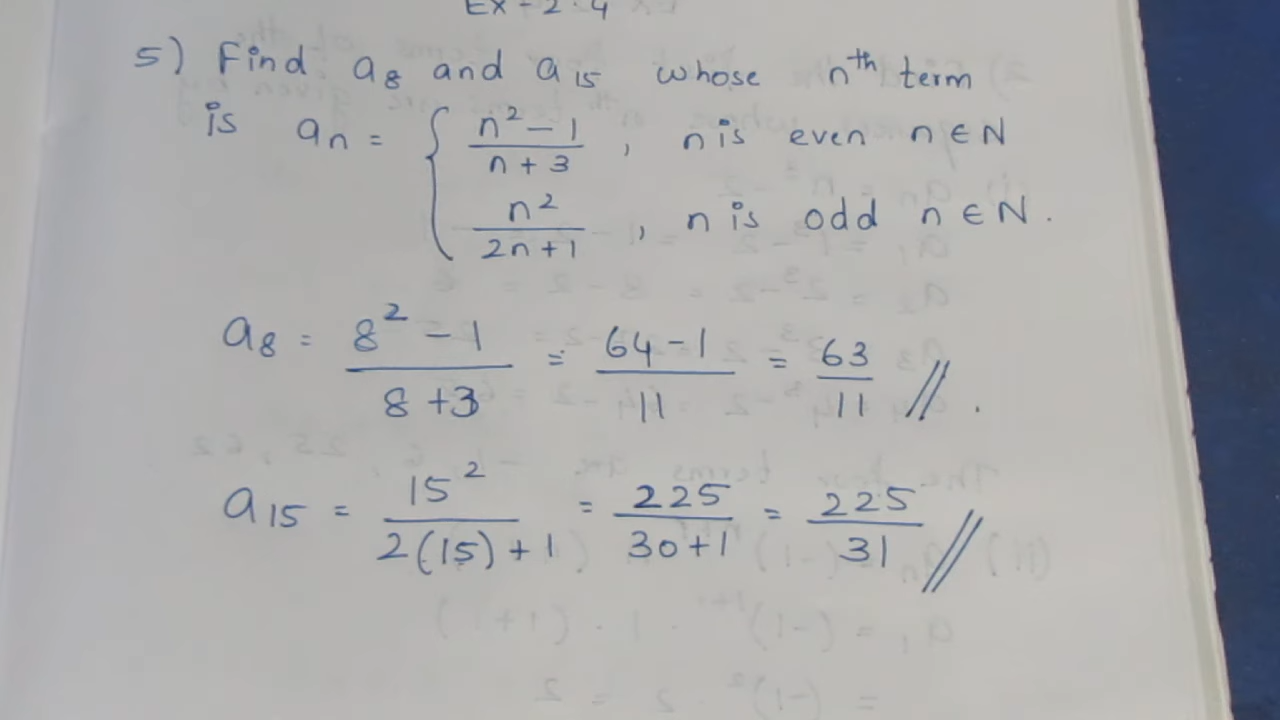 Ex - 2.4
5) Find a₈ and a₁₅ whose nᵗʰ term
is aₙ = { (n² - 1)/(n + 3) , n is even n ∈ N
n²/(2n+1) , n is odd n ∈ N.
a₈ = (8² - 1)/(8 + 3) = (64 - 1)/11 = 63/11 // .
a₁₅ = 15²/(2(15) + 1) = 225/(30+1) = 225/31 //